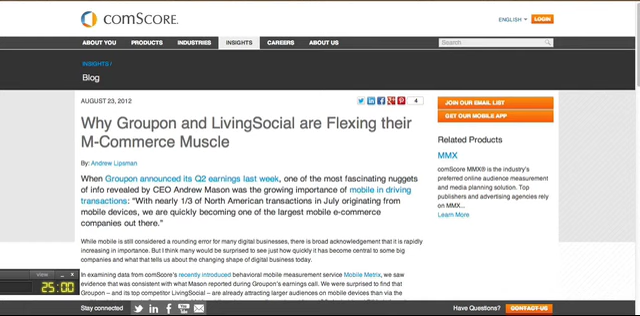 comSCORE.
ENGLISH
LOGIN
ABOUT YOU PRODUCTS INDUSTRIES INSIGHTS CAREERS ABOUT US
Search
INSIGHTS /
Blog
AUGUST 23, 2012
4
Why Groupon and LivingSocial are Flexing their
M-Commerce Muscle
By: Andrew Lipsman
When Groupon announced its Q2 earnings last week, one of the most fascinating nuggets
of info revealed by CEO Andrew Mason was the growing importance of mobile in driving
transactions: "With nearly 1/3 of North American transactions in July originating from
mobile devices, we are quickly becoming one of the largest mobile e-commerce
companies out there."
While mobile is still considered a rounding error for many digital businesses, there is broad acknowledgement that it is rapidly
increasing in importance. But I think many would be surprised to see just how quickly it has become central to some big
companies and what that tells us about the changing shape of digital business today.
In examining data from comScore's recently introduced behavioral mobile measurement service Mobile Metrix, we saw
evidence that was consistent with what Mason reported during Groupon's earnings call. We were surprised to find that
Groupon – and its top competitor LivingSocial – are already attracting larger audiences on mobile devices than via the
JOIN OUR EMAIL LIST
GET OUR MOBILE APP
Related Products
MMX
comScore MMX® is the industry's
preferred online audience measurement
and media planning solution. Top
publishers and advertising agencies rely
on MMX...
Learn More
View
25:00
Stay connected
Have Questions?
CONTACT US